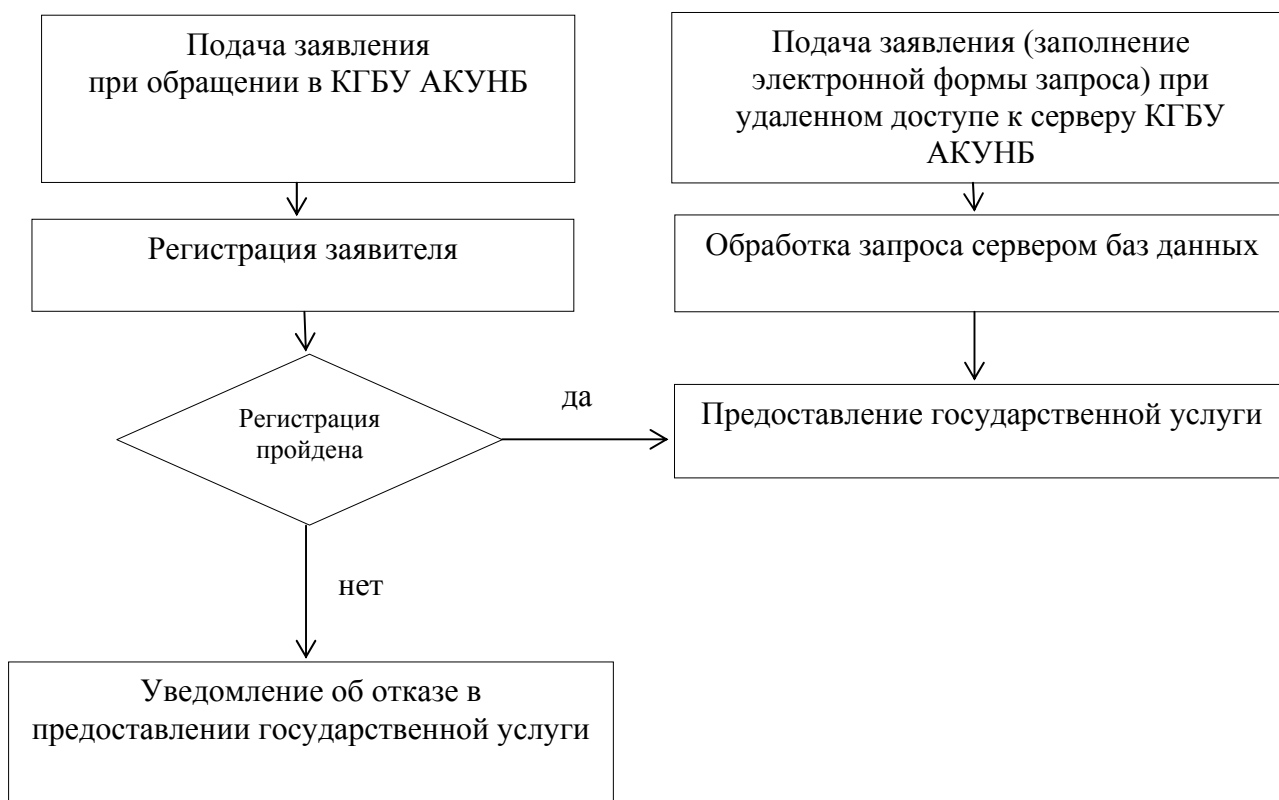 Подача заявления
при обращении в КГБУ АКУНБ
Подача заявления (заполнение
электронной формы запроса) при
удаленном доступе к серверу КГБУ
АКУНБ
Регистрация заявителя
Обработка запроса сервером баз данных
Регистрация
пройдена
да
Предоставление государственной услуги
нет
Уведомление об отказе в
предоставлении государственной услуги